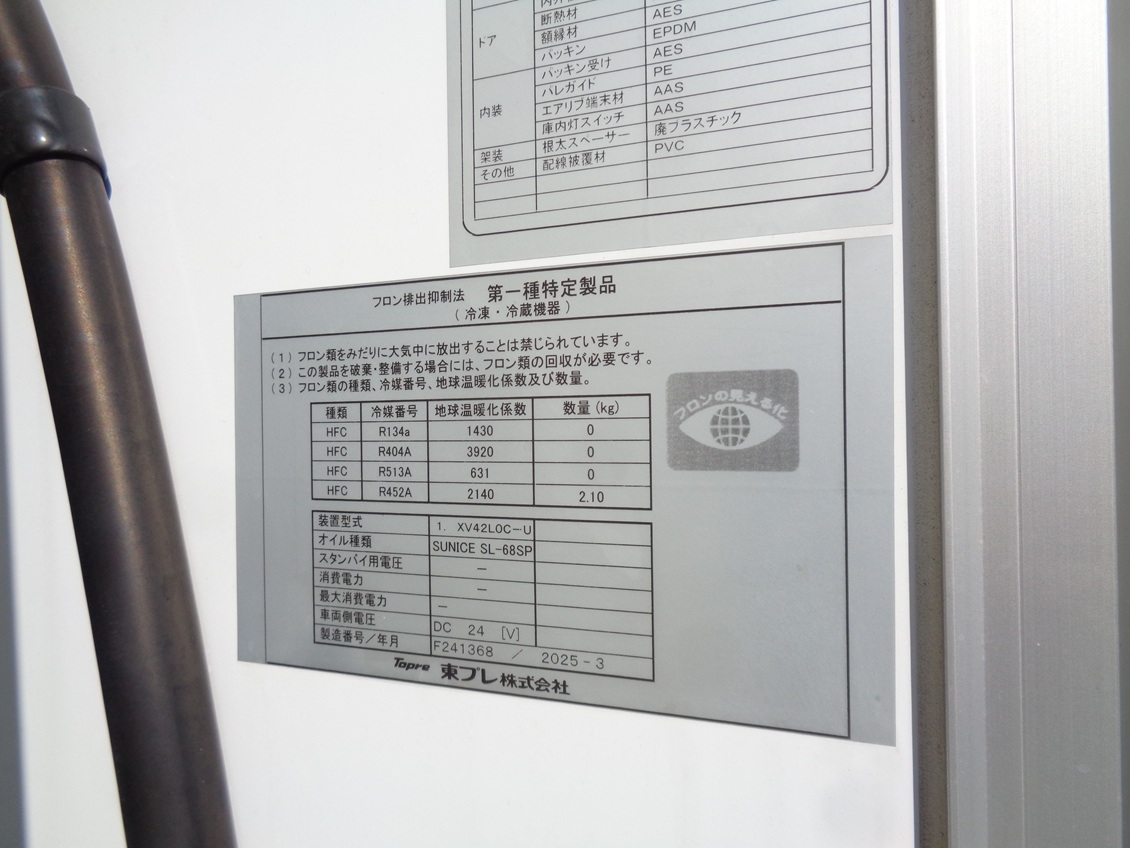 断熱材 AES
ドア 額縁材 EPDM
パッキン AES
パッキン受け PE
内装 バレガイド AAS
エアリブ端末材 AAS
庫内灯スイッチ 廃プラスチック
架装 根太スペーサー PVC
その他 配線被覆材
フロン排出抑制法 第一種特定製品
(冷凍・冷蔵機器)
(1) フロン類をみだりに大気中に放出することは禁じられています。
(2) この製品を破棄・整備する場合には、フロン類の回収が必要です。
(3) フロン類の種類、冷媒番号、地球温暖化係数及び数量。
種類 冷媒番号 地球温暖化係数 数量(kg)
HFC R134a 1430 0
HFC R404A 3920 0
HFC R513A 631 0
HFC R452A 2140 2.10
フロンの見える化
装置型式 1. XV42LOC-U
オイル種類 SUNICE SL-68SP
スタンバイ用電圧 －
消費電力 －
最大消費電力 －
車両側電圧 DC 24 [V]
製造番号／年月 F241368 ／ 2025-3
Topre 東プレ株式会社